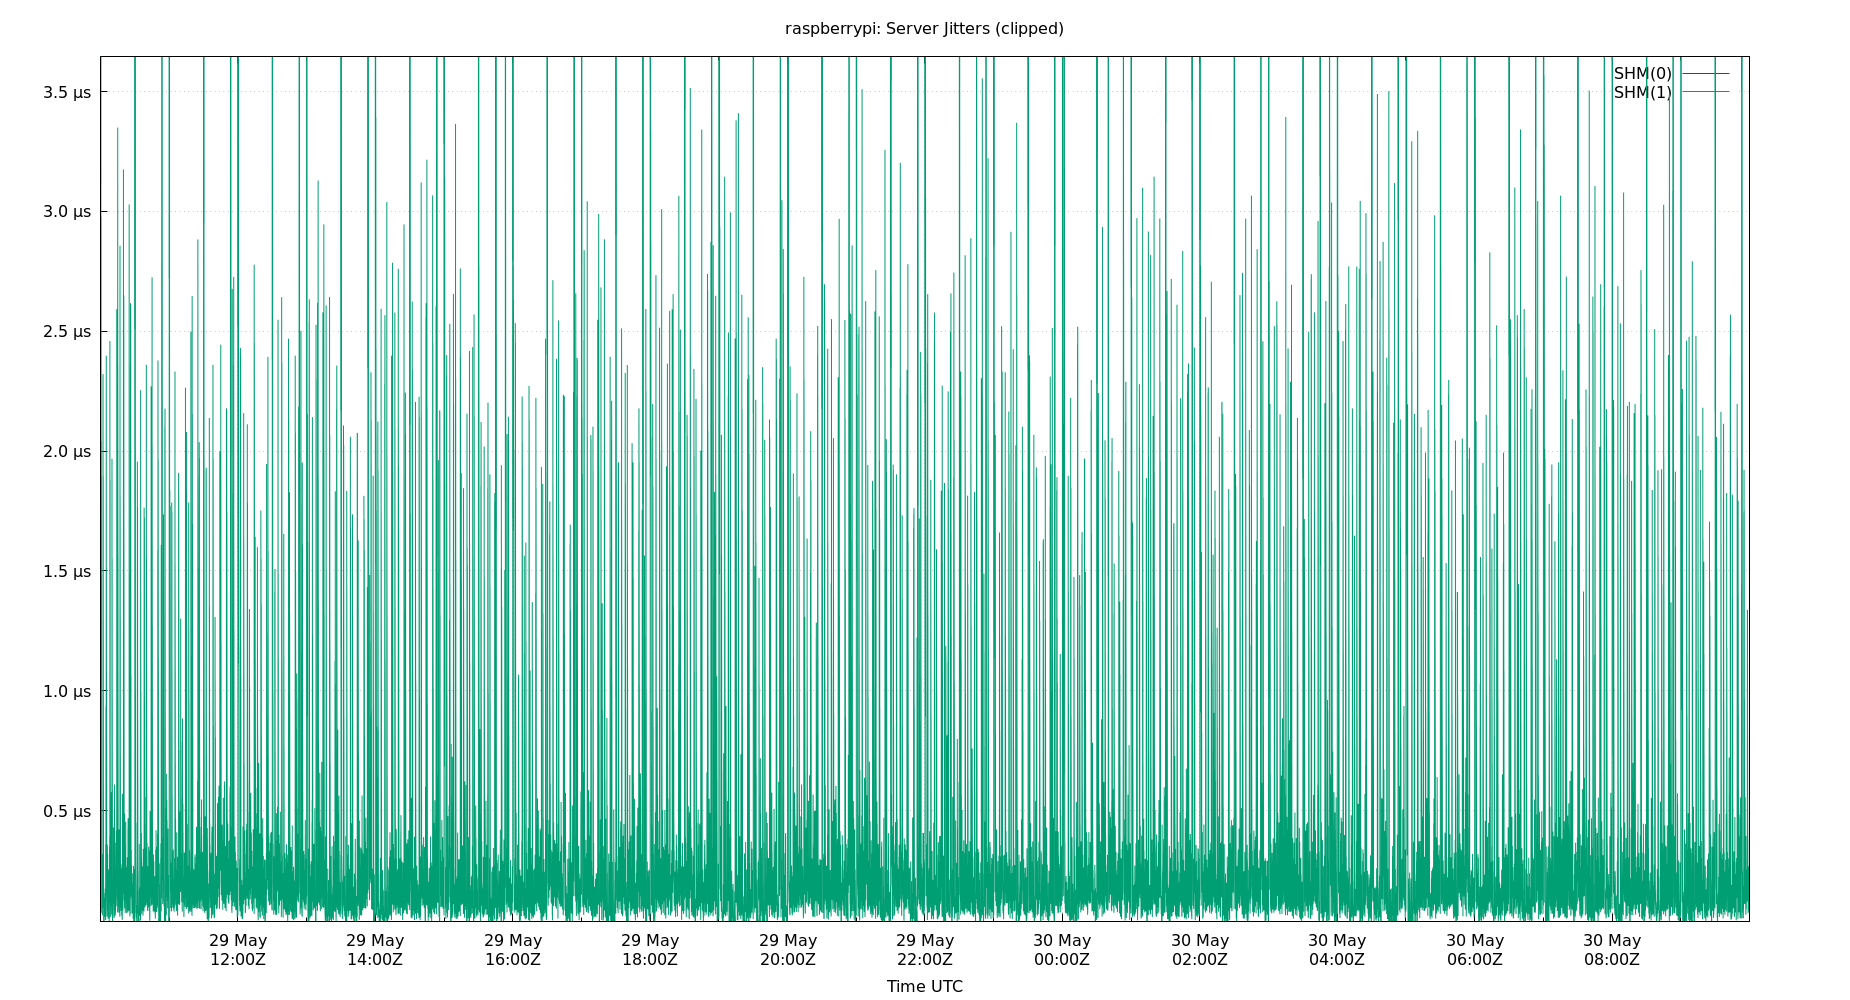 raspberrypi: Server Jitters (clipped)
SHM(0)
SHM(1)
3.5 µs
3.0 µs
2.5 µs
2.0 µs
1.5 µs
1.0 µs
0.5 µs
29 May 29 May 29 May 29 May 29 May 29 May 30 May 30 May 30 May 30 May 30 May
12:00Z 14:00Z 16:00Z 18:00Z 20:00Z 22:00Z 00:00Z 02:00Z 04:00Z 06:00Z 08:00Z
Time UTC